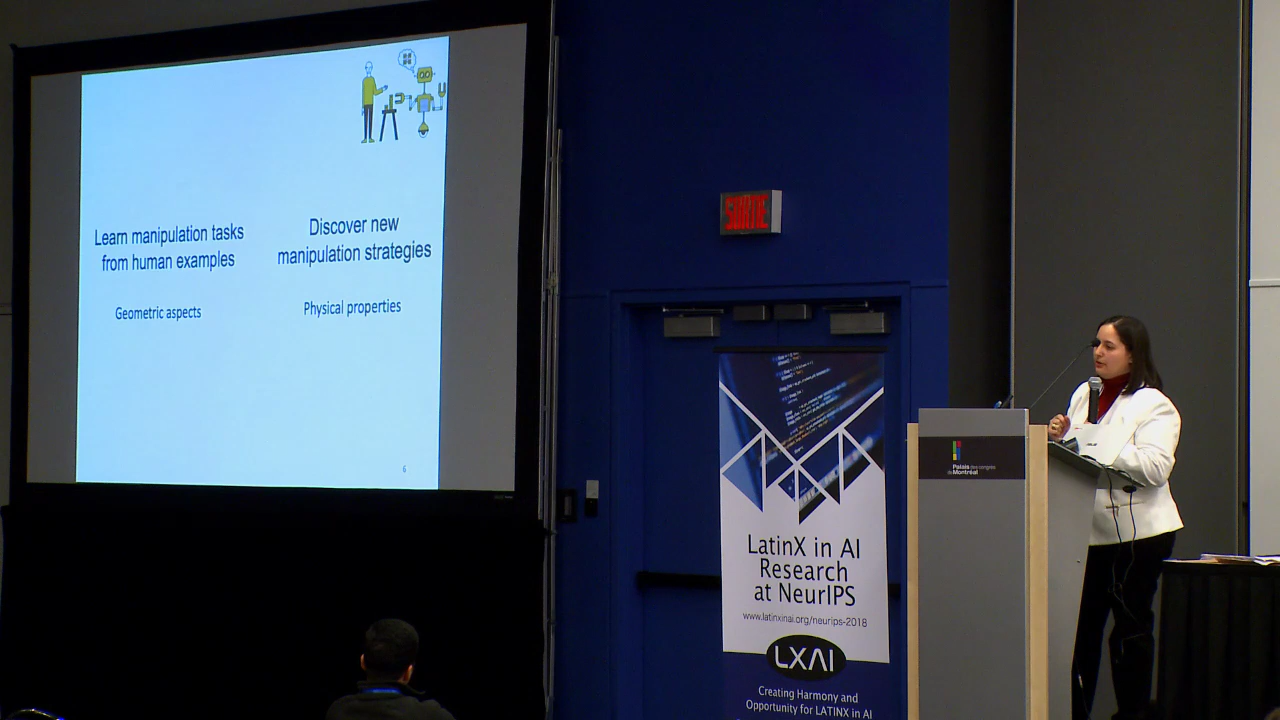 Learn manipulation tasks
from human examples
Geometric aspects
Discover new
manipulation strategies
Physical properties
6
SORTIE
LatinX in AI
Research
at NeurIPS
www.latinxinai.org/neurips-2018
LXAI
Creating Harmony and
Opportunity for LATINX in AI
Palais des congrès
de Montréal